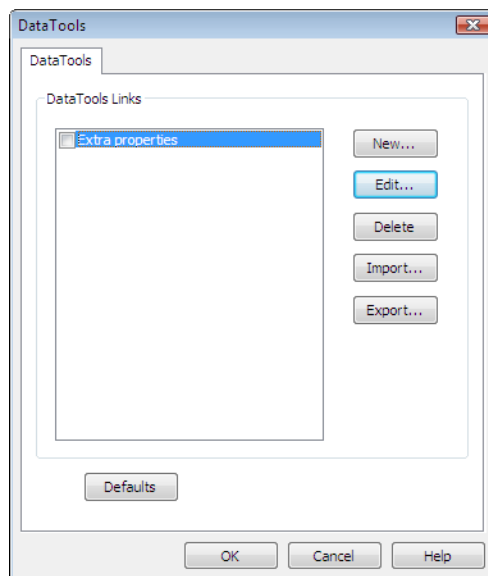 DataTools
DataTools
DataTools Links
Extra properties
New...
Edit...
Delete
Import...
Export...
Defaults
OK
Cancel
Help